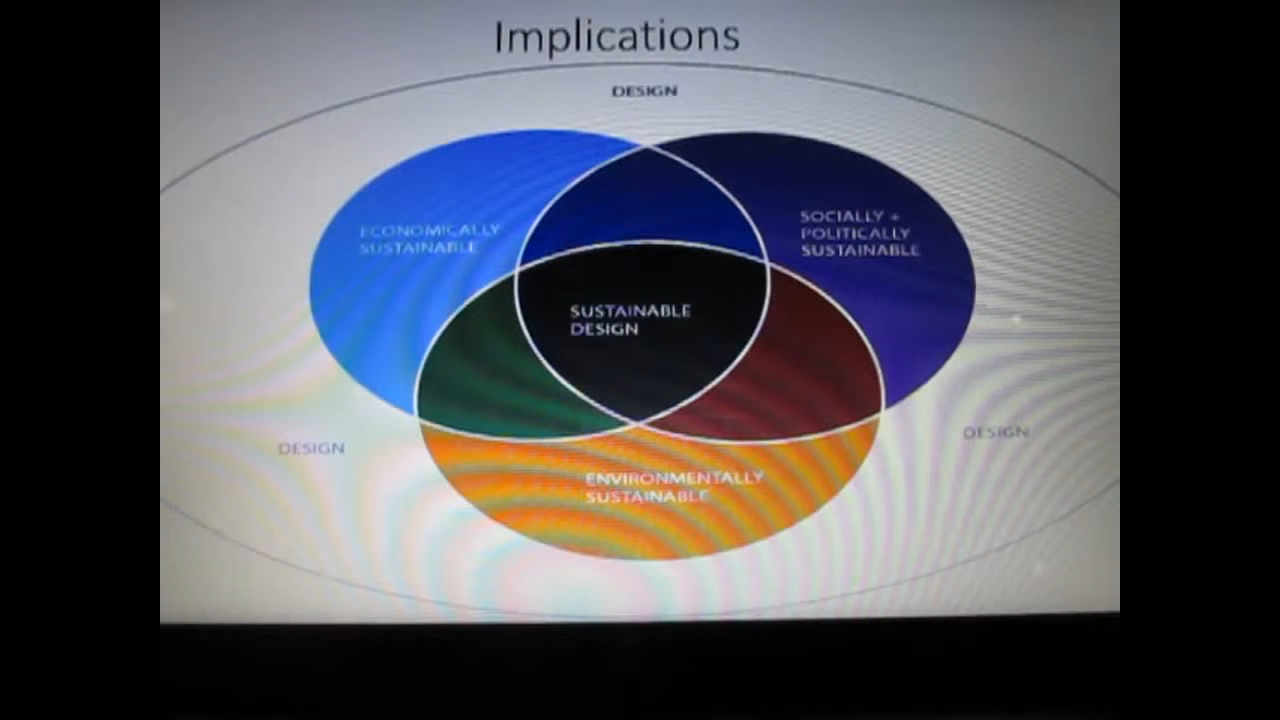 Implications
DESIGN
ECONOMICALLY
SUSTAINABLE
SOCIALLY +
POLITICALLY
SUSTAINABLE
SUSTAINABLE
DESIGN
DESIGN
DESIGN
ENVIRONMENTALLY
SUSTAINABLE